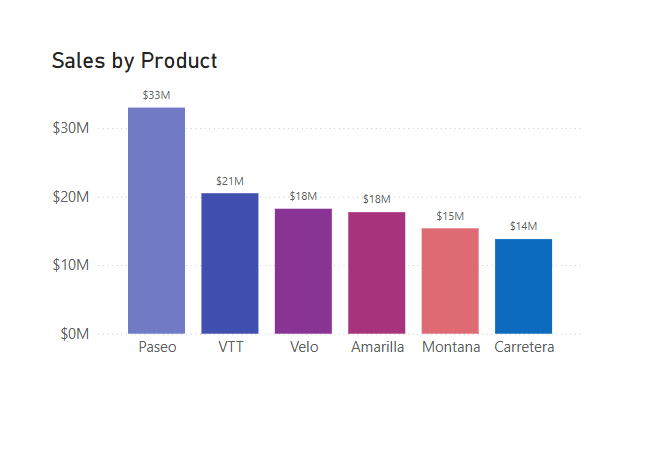 Sales by Product
$33M
$30M
$21M
$20M
$18M
$18M
$15M
$14M
$10M
$0M
Paseo VTT Velo Amarilla Montana Carretera